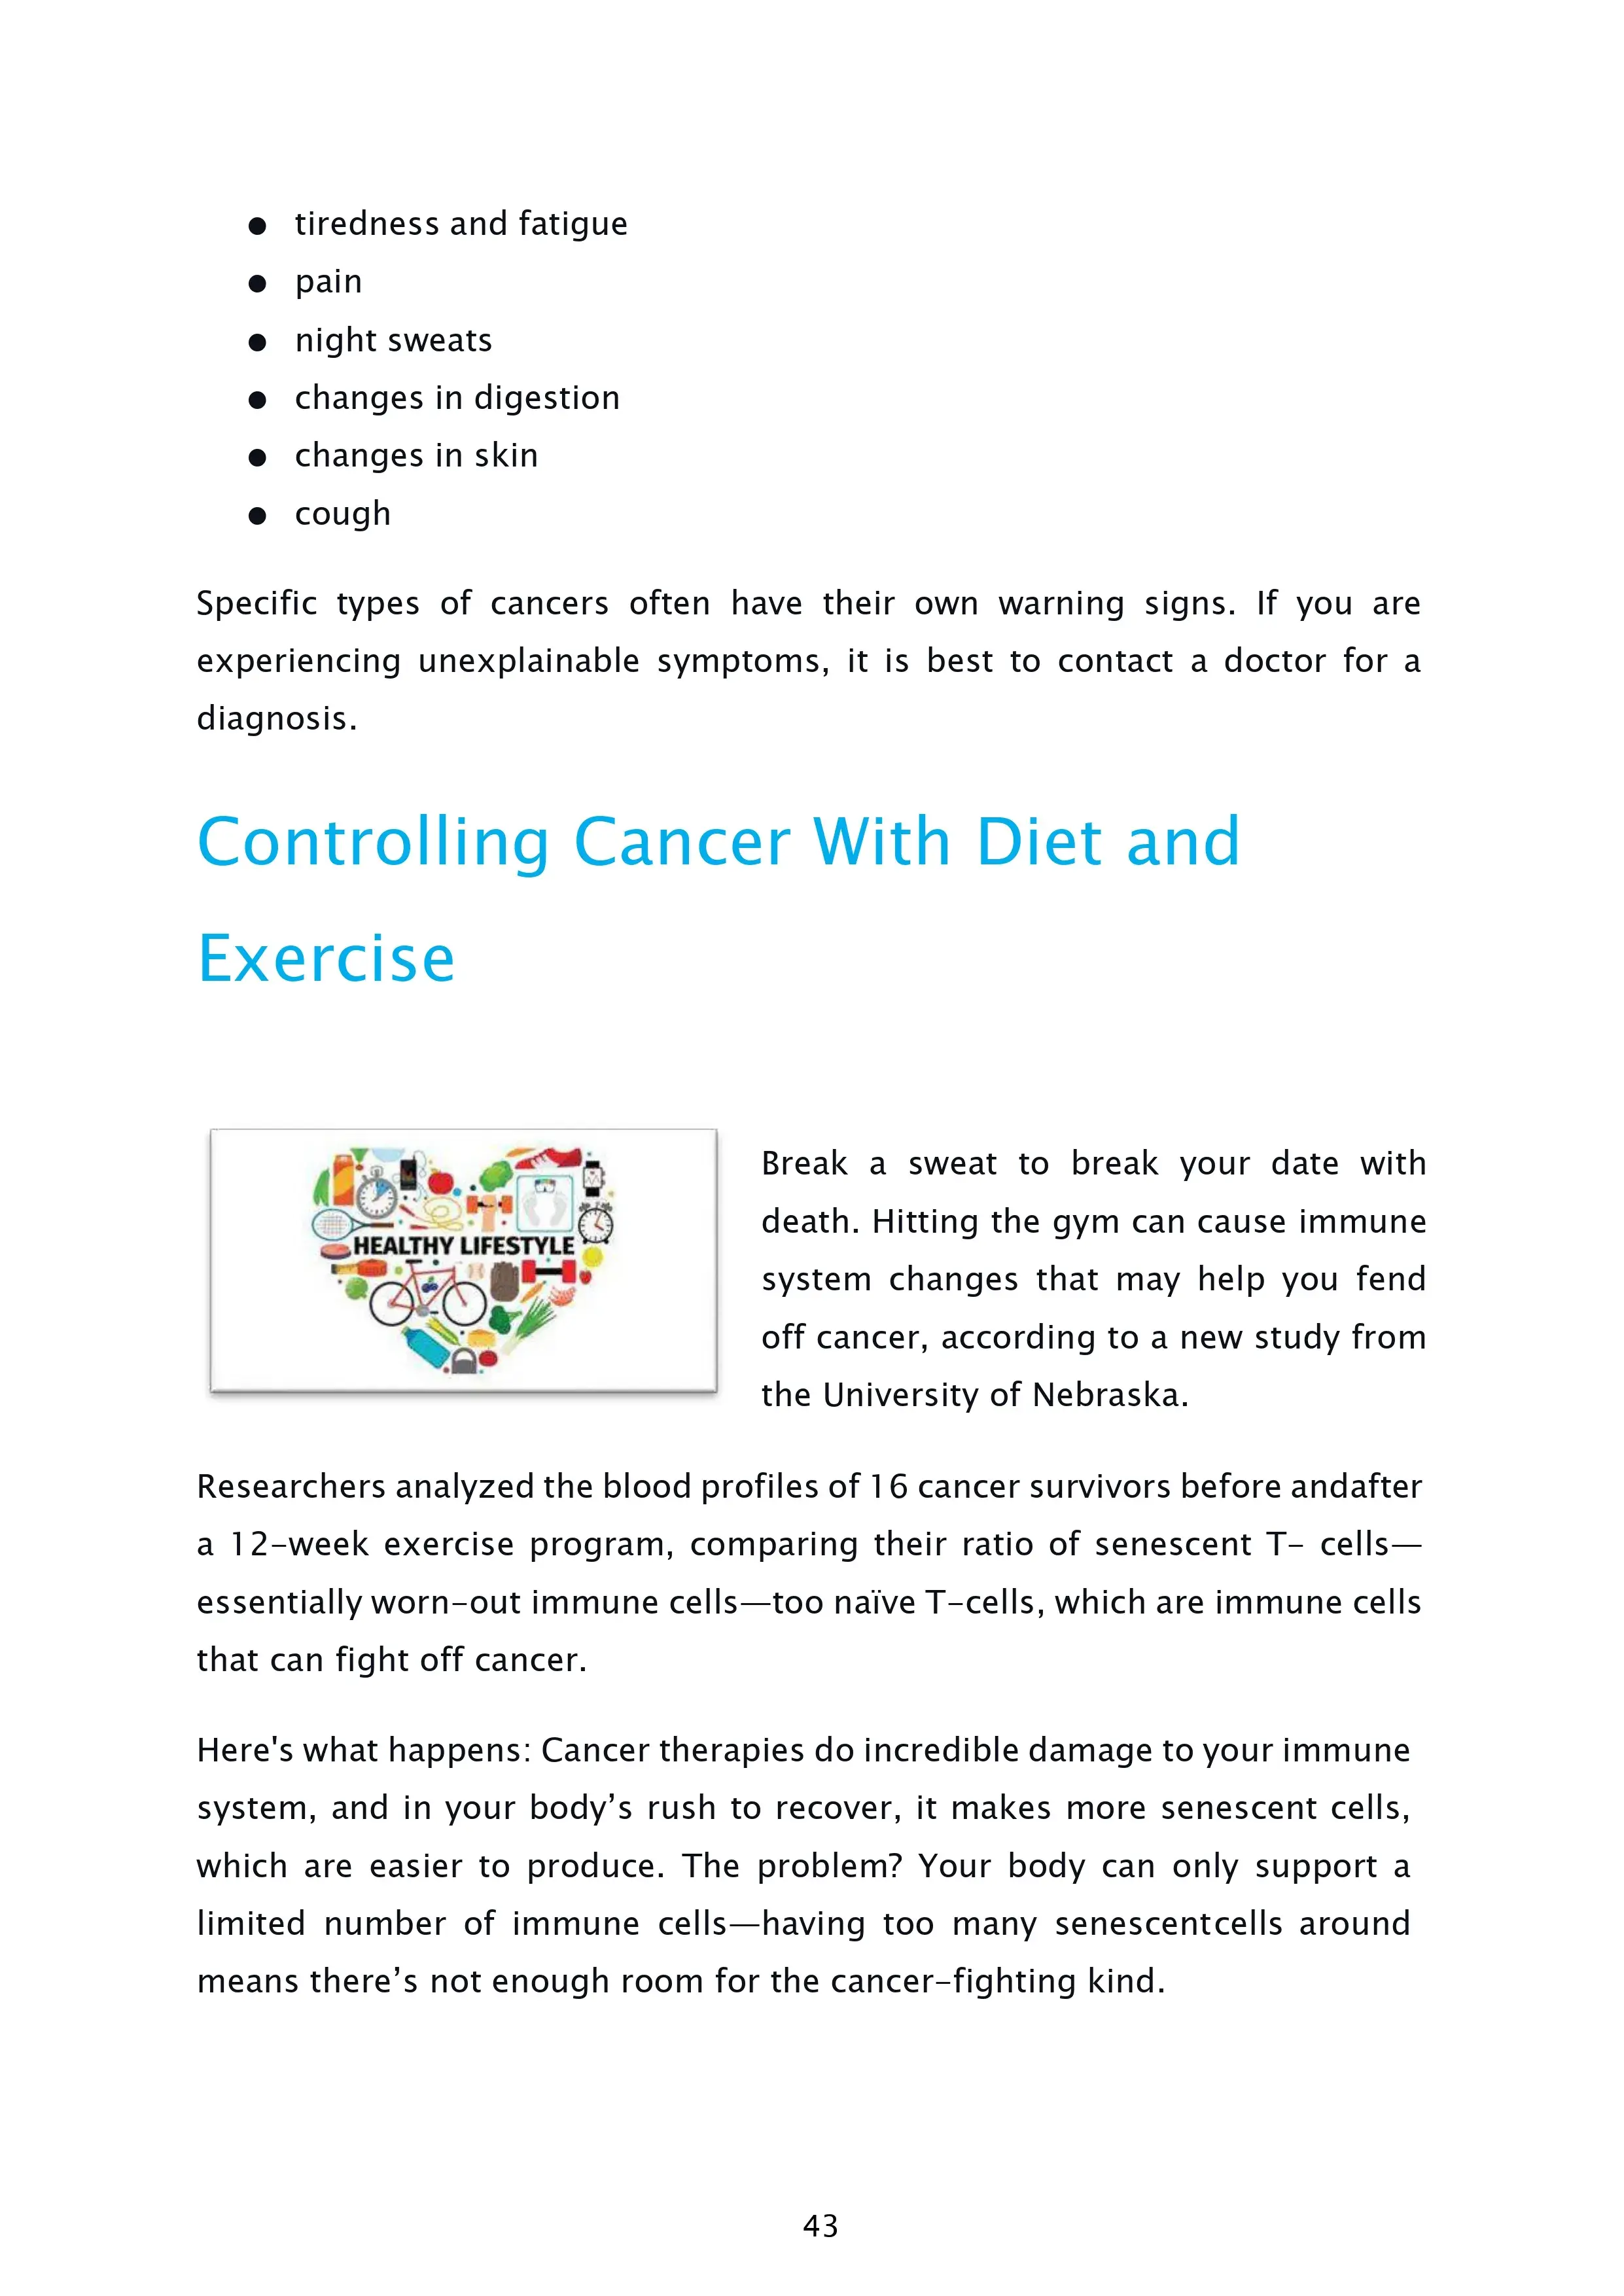 ● tiredness and fatigue
● pain
● night sweats
● changes in digestion
● changes in skin
● cough
Specific types of cancers often have their own warning signs. If you are
experiencing unexplainable symptoms, it is best to contact a doctor for a
diagnosis.
Controlling Cancer With Diet and
Exercise
HEALTHY LIFESTYLE
Break a sweat to break your date with
death. Hitting the gym can cause immune
system changes that may help you fend
off cancer, according to a new study from
the University of Nebraska.
Researchers analyzed the blood profiles of 16 cancer survivors before andafter
a 12-week exercise program, comparing their ratio of senescent T- cells—
essentially worn-out immune cells—too naïve T-cells, which are immune cells
that can fight off cancer.
Here's what happens: Cancer therapies do incredible damage to your immune
system, and in your body’s rush to recover, it makes more senescent cells,
which are easier to produce. The problem? Your body can only support a
limited number of immune cells—having too many senescentcells around
means there’s not enough room for the cancer-fighting kind.
43